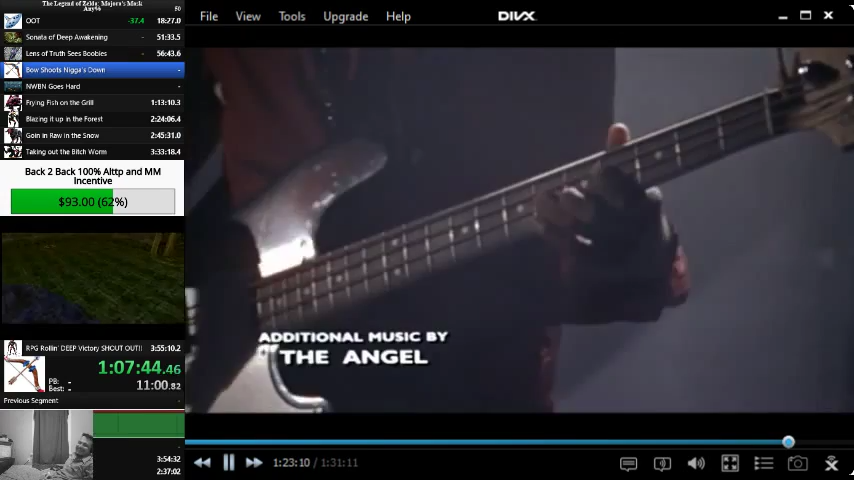 The Legend of Zelda: Majora's Mask
Any%
50
OOT -37.4 18:27.0
Sonata of Deep Awakening - 51:33.5
Lens of Truth Sees Boobies - 56:43.6
Bow Shoots Nigga's Down -
NWBN Goes Hard -
Frying Fish on the Grill 1:13:10.3
Blazing it up in the Forest 2:24:06.4
Goin in Raw in the Snow 2:45:31.0
Taking out the Bitch Worm 3:33:18.4
Back 2 Back 100% Alttp and MM
Incentive
$93.00 (62%)
RPG Rollin' DEEP Victory SHOUT OUT!! 3:55:10.2
1:07:44.46
PB: -
Best: -
11:00.82
Previous Segment -
-
3:54:32
2:37:02
File View Tools Upgrade Help
DIVX
ADDITIONAL MUSIC BY
THE ANGEL
1:23:10 / 1:31:11